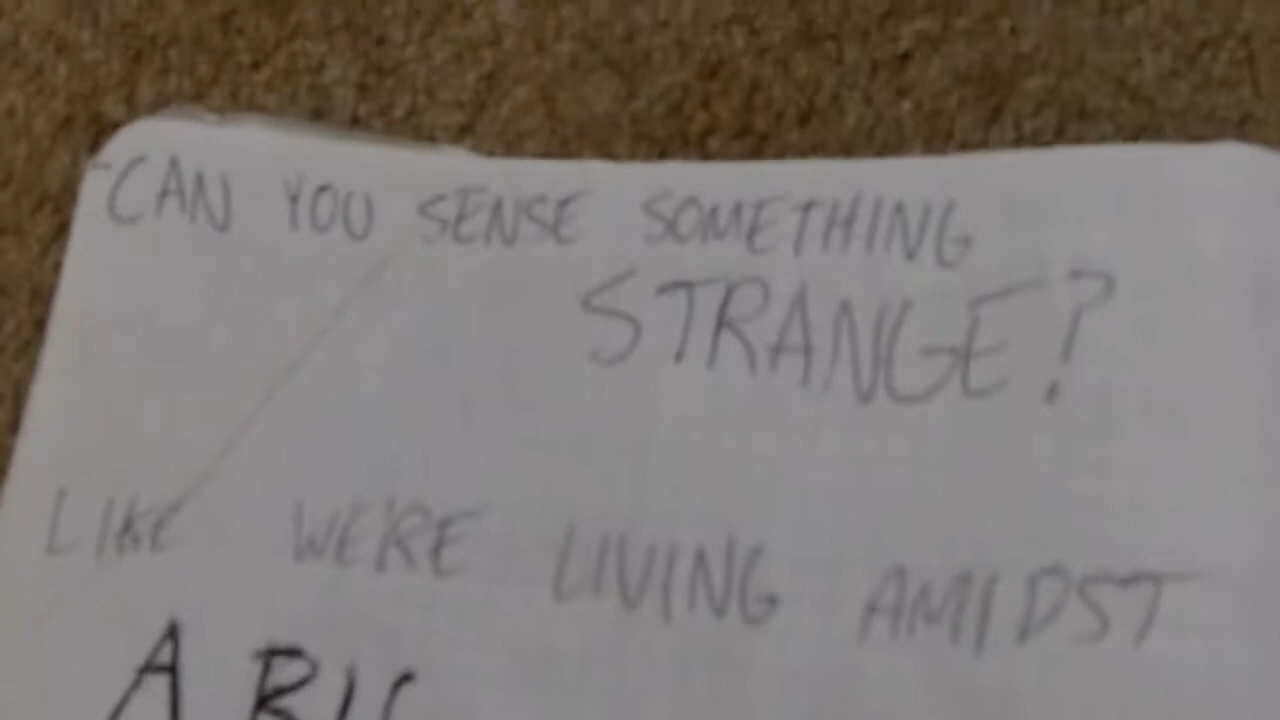 CAN YOU SENSE SOMETHING
STRANGE?
LIKE WE'RE LIVING AMIDST
A